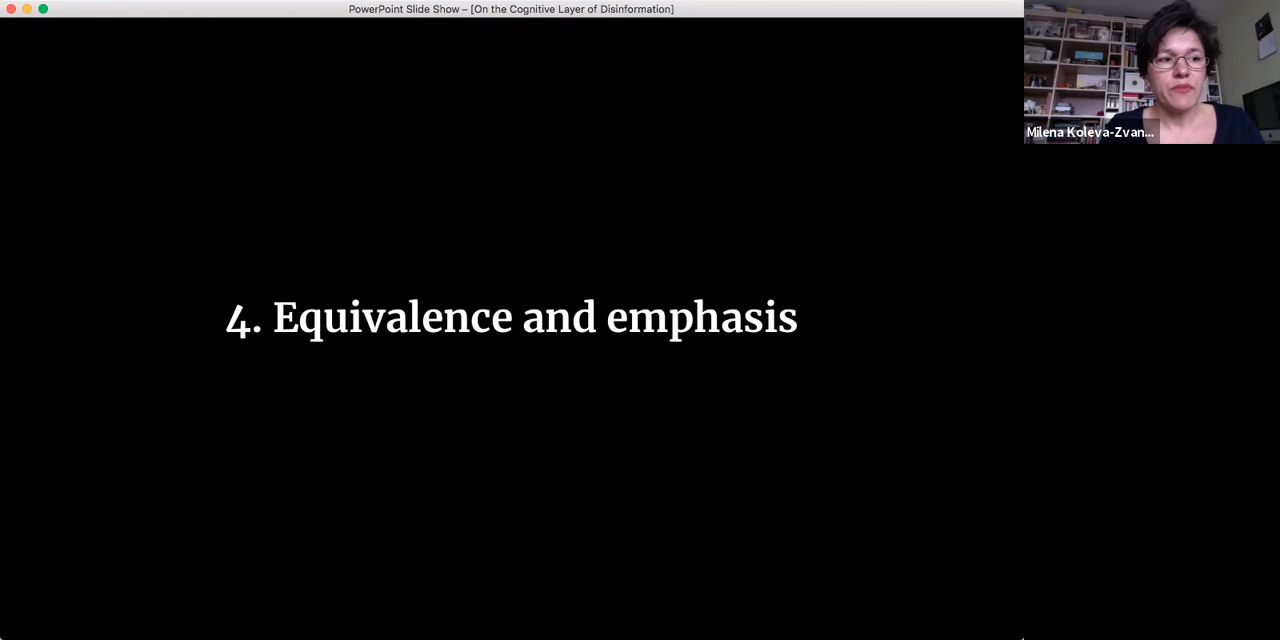 PowerPoint Slide Show – [On the Cognitive Layer of Disinformation]
Milena Koleva-Zvan...
4. Equivalence and emphasis